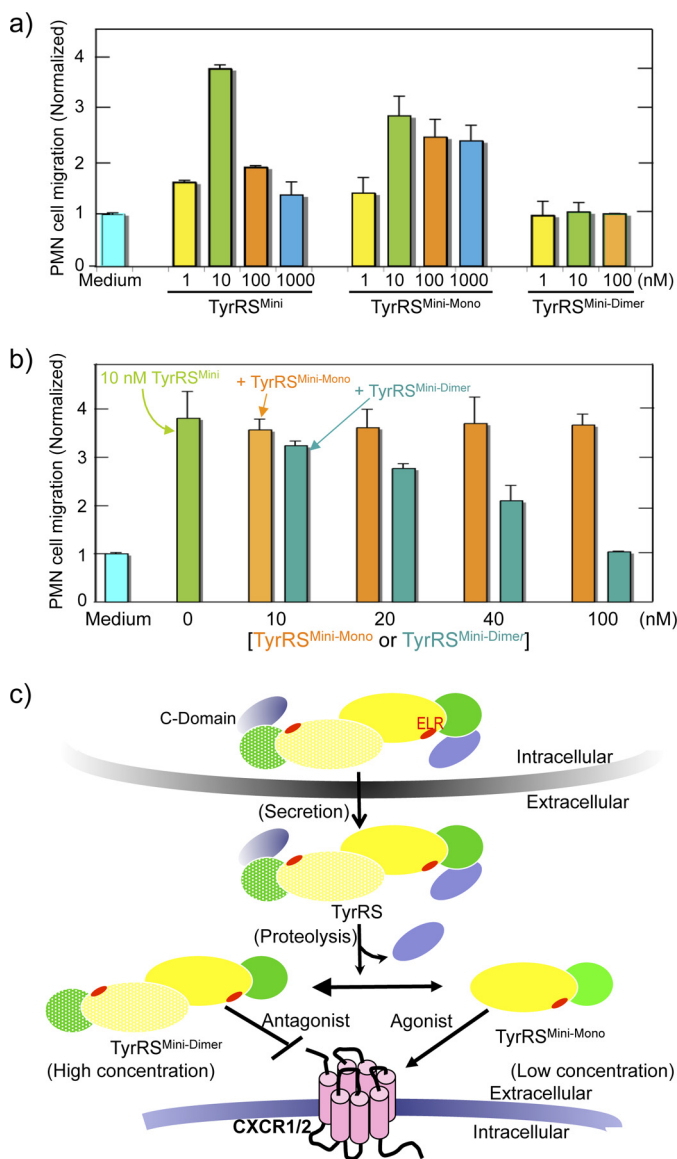 a)
PMN cell migration (Normalized)
4
3
2
1
0
Medium
1 10 100 1000 1 10 100 1000 1 10 100 (nM)
TyrRS^Mini TyrRS^Mini-Mono TyrRS^Mini-Dimer
b)
PMN cell migration (Normalized)
4
3
2
1
0
10 nM TyrRS^Mini
+ TyrRS^Mini-Mono
+ TyrRS^Mini-Dimer
Medium 0 10 20 40 100 (nM)
[TyrRS^Mini-Mono or TyrRS^Mini-Dimer]
c)
C-Domain
ELR
Intracellular
Extracellular
(Secretion)
TyrRS
(Proteolysis)
TyrRS^Mini-Dimer
(High concentration)
Antagonist
Agonist
TyrRS^Mini-Mono
(Low concentration)
Extracellular
CXCR1/2
Intracellular